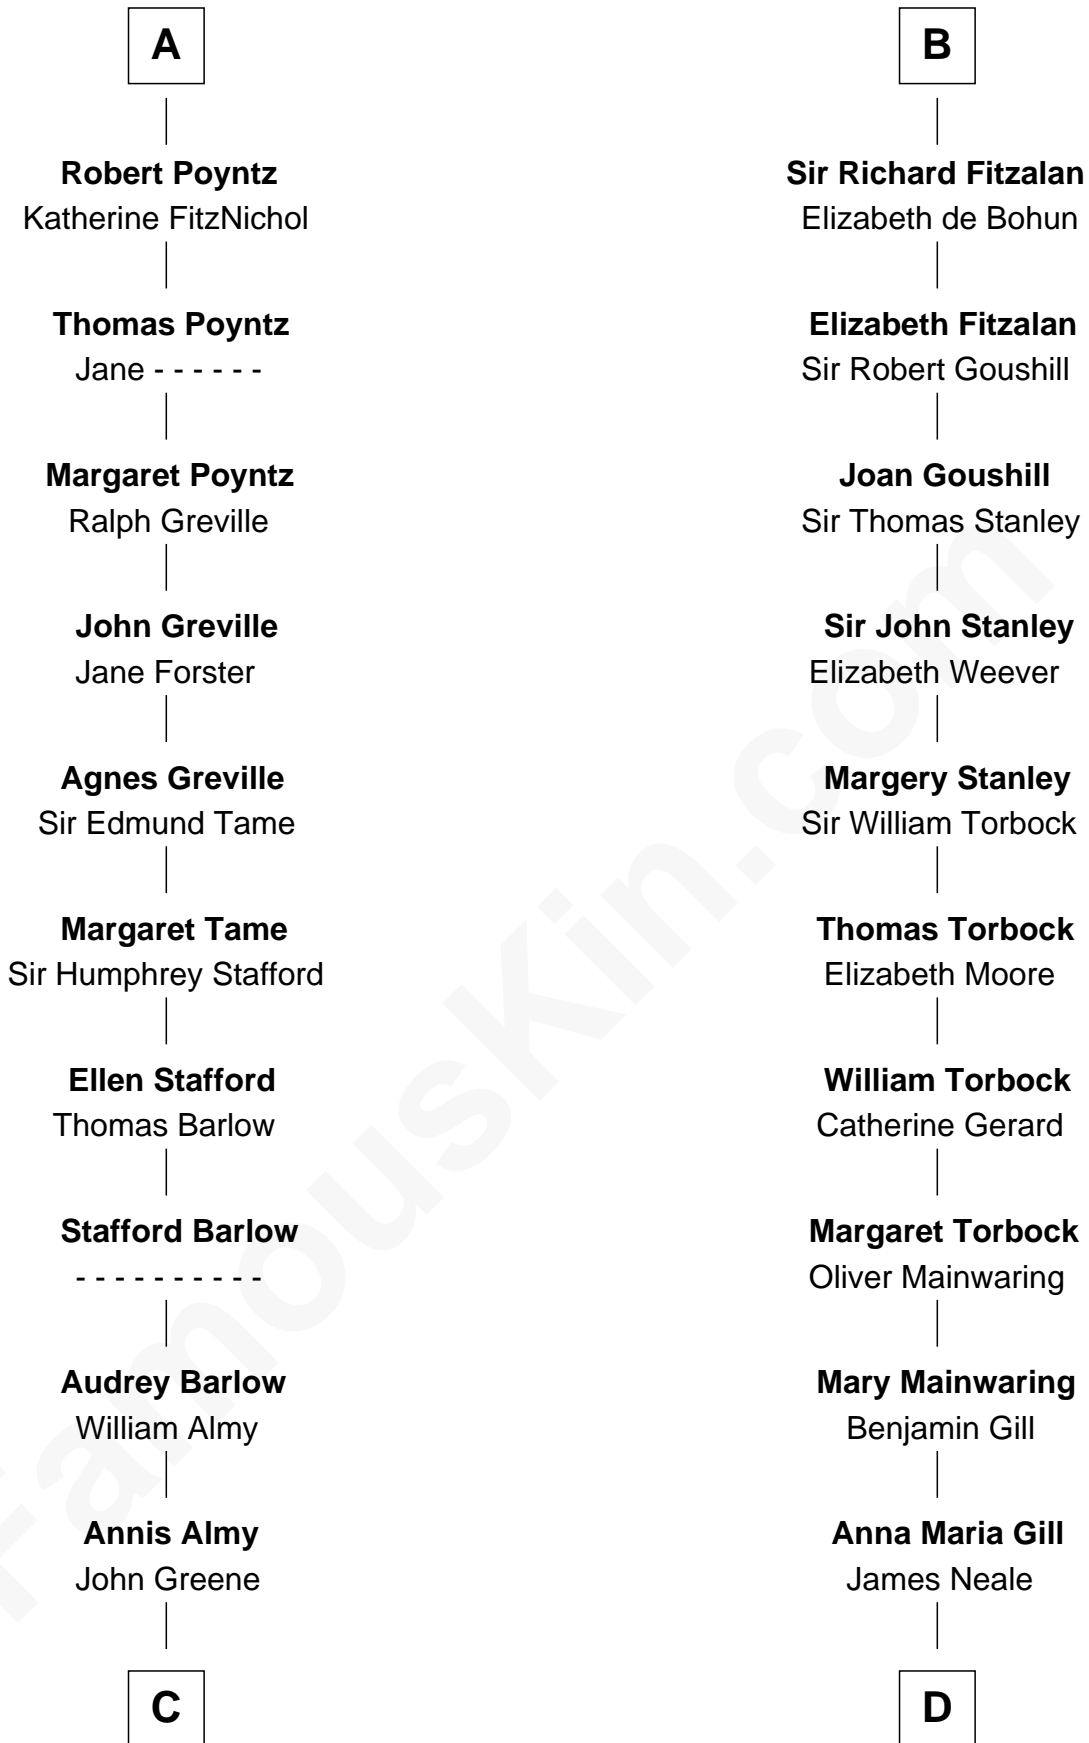 A
Robert Poyntz
Katherine FitzNichol
Thomas Poyntz
Jane - - - - - -
Margaret Poyntz
Ralph Greville
John Greville
Jane Forster
Agnes Greville
Sir Edmund Tame
Margaret Tame
Sir Humphrey Stafford
Ellen Stafford
Thomas Barlow
Stafford Barlow
- - - - - - - - - -
Audrey Barlow
William Almy
Annis Almy
John Greene
C
B
Sir Richard Fitzalan
Elizabeth de Bohun
Elizabeth Fitzalan
Sir Robert Goushill
Joan Goushill
Sir Thomas Stanley
Sir John Stanley
Elizabeth Weever
Margery Stanley
Sir William Torbock
Thomas Torbock
Elizabeth Moore
William Torbock
Catherine Gerard
Margaret Torbock
Oliver Mainwaring
Mary Mainwaring
Benjamin Gill
Anna Maria Gill
James Neale
D
FamousKin.com